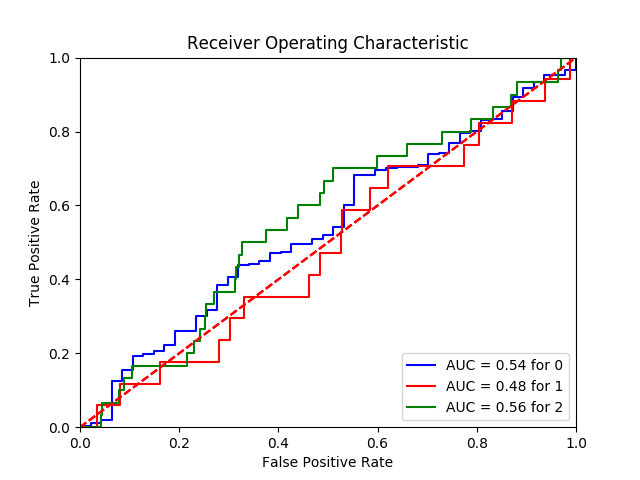 Receiver Operating Characteristic
1.0
0.8
0.6
0.4
0.2
0.0
True Positive Rate
AUC = 0.54 for 0
AUC = 0.48 for 1
AUC = 0.56 for 2
0.0 0.2 0.4 0.6 0.8 1.0
False Positive Rate